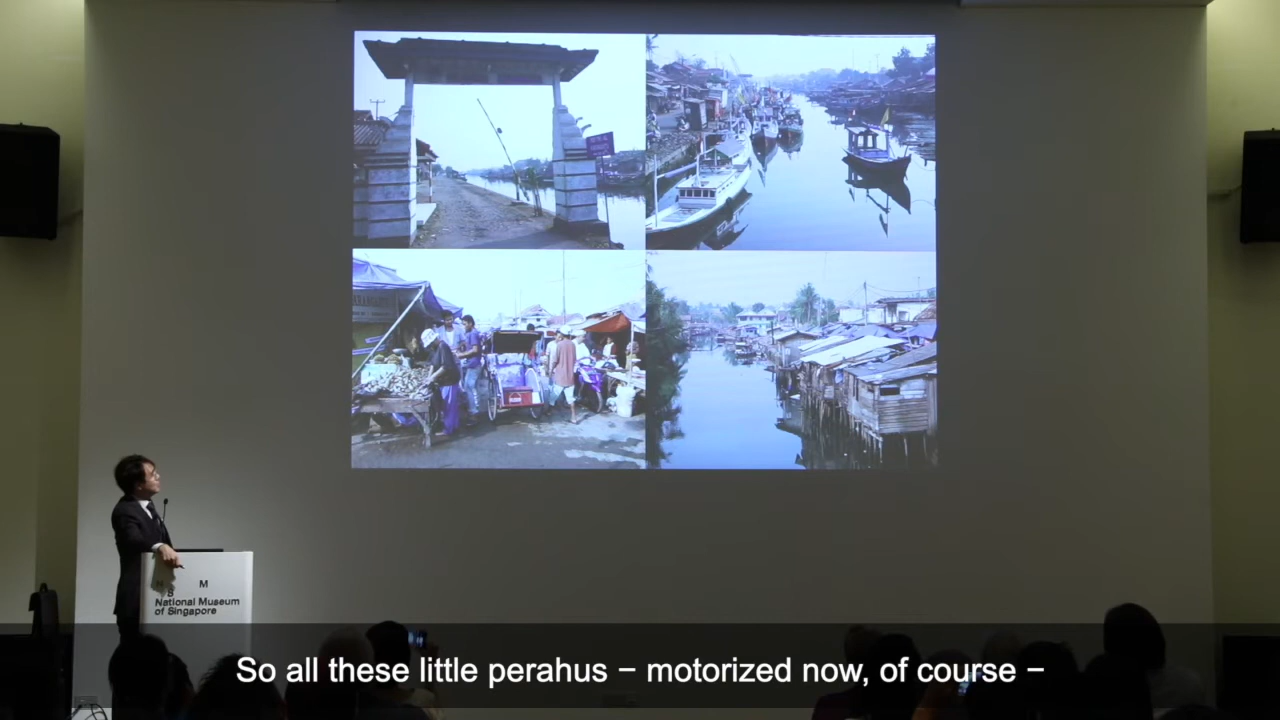 N M
S
National Museum
of Singapore
So all these little perahus – motorized now, of course –